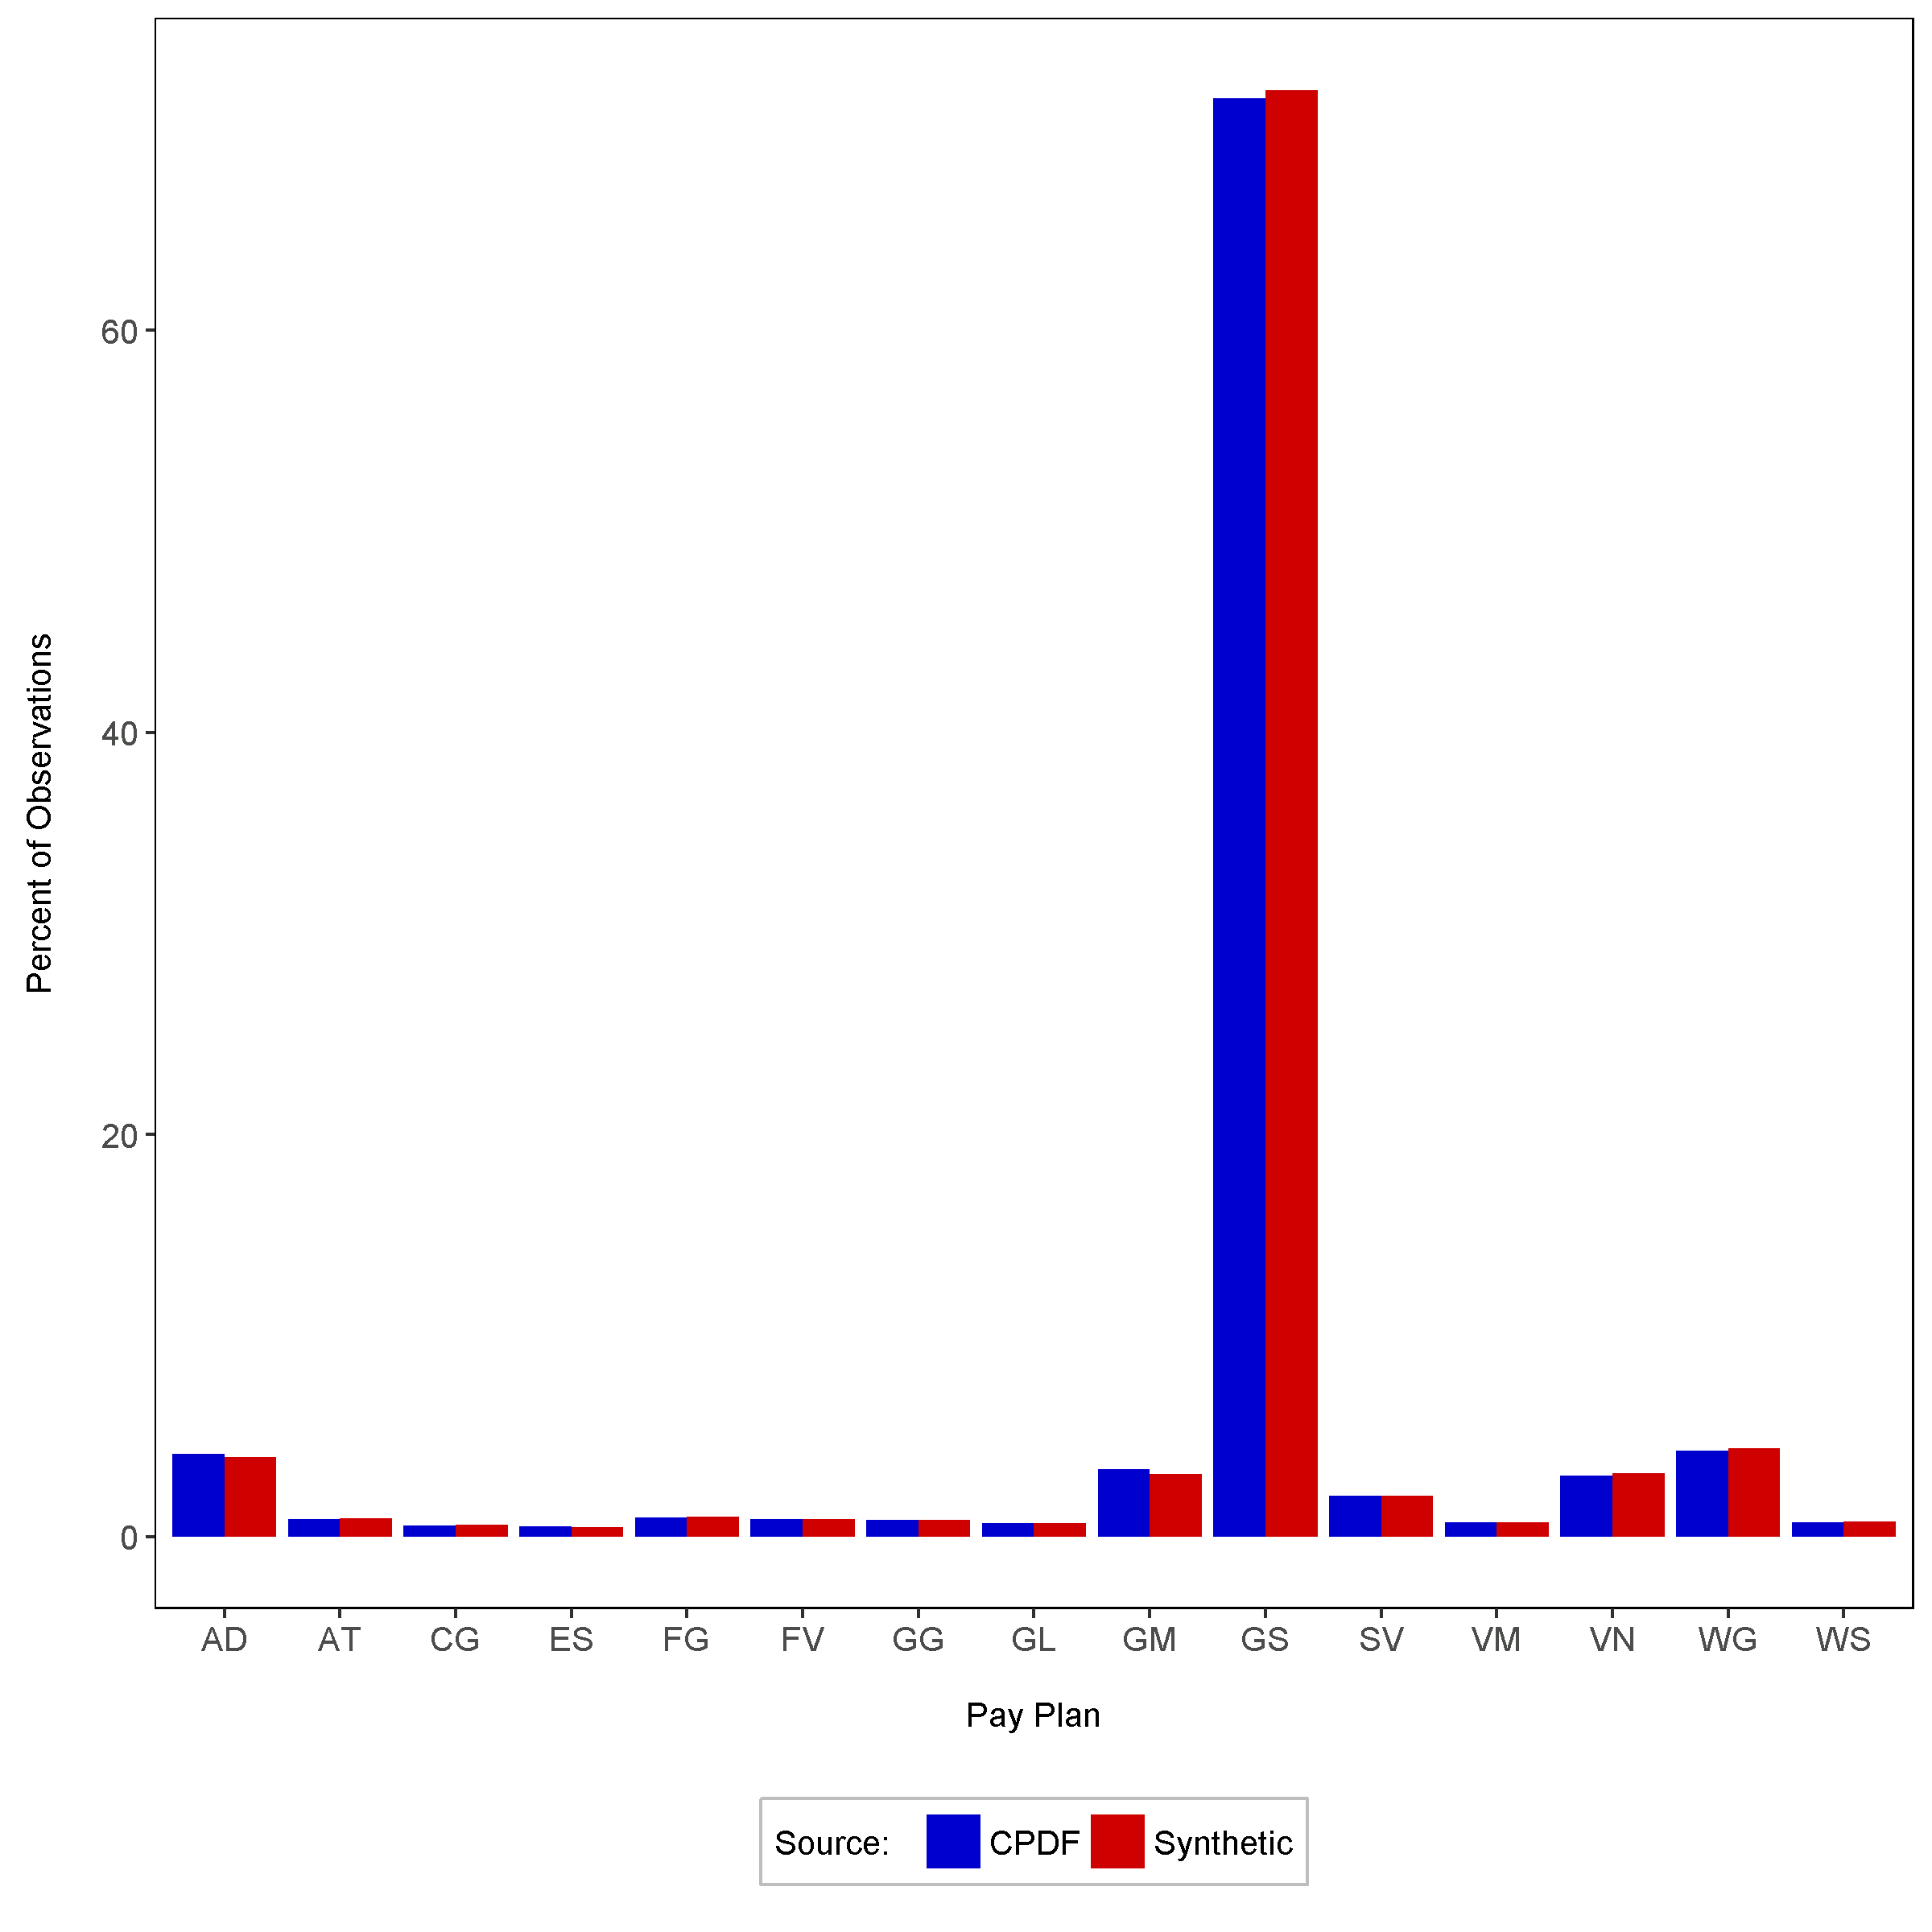 Percent of Observations
60
40
20
0
AD AT CG ES FG FV GG GL GM GS SV VM VN WG WS
Pay Plan
Source: CPDF Synthetic